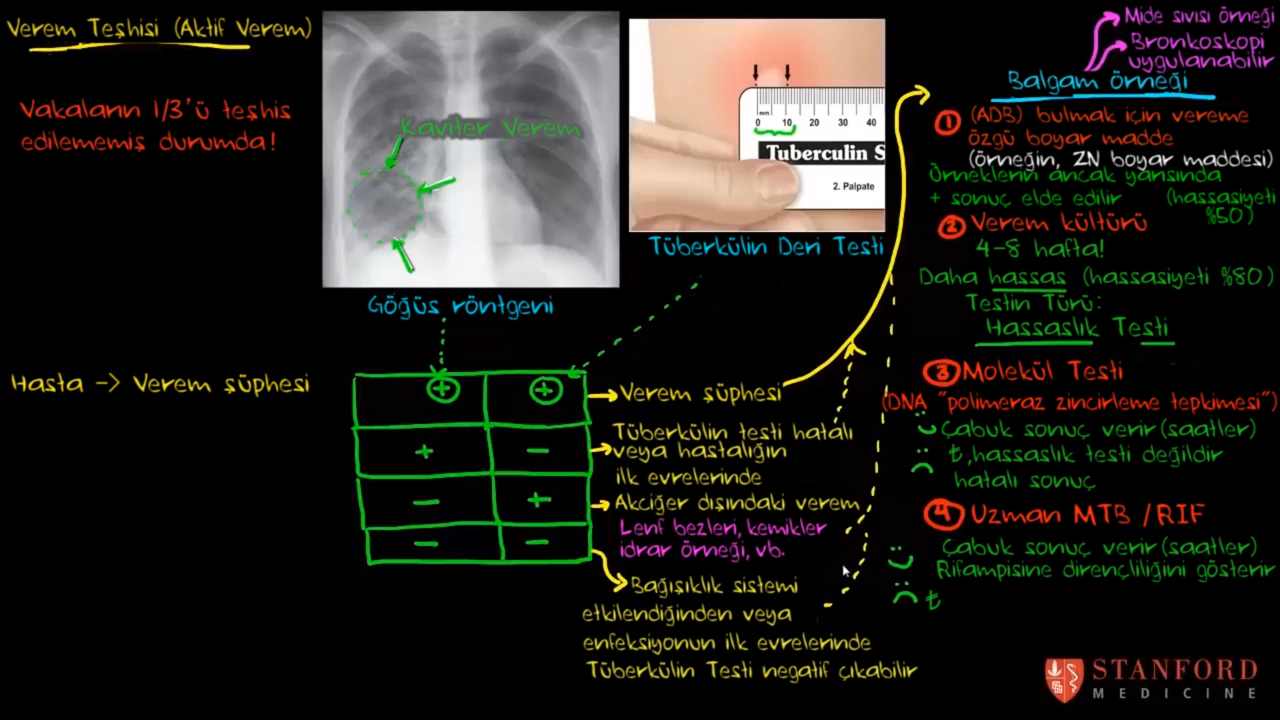 Verem Teşhisi (Aktif Verem)
Vakaların 1/3'ü teşhis
edilememiş durumda!
Kaviter Verem
Göğüs röntgeni
mm
0 10 20 30 40
Tuberculin S
2. Palpate
Tüberkülin Deri Testi
Mide sıvısı örneği
Bronkoskopi
uygulanabilir
Balgam örneği
1 (ADB) bulmak için vereme
özgü boyar madde
(örneğin, ZN boyar maddesi)
Örneklerin ancak yarısında
+ sonuç elde edilir (hassasiyeti
%50)
2 Verem kültürü
4-8 hafta!
Daha hassas (hassasiyeti %80)
Testin Türü:
Hassaslık Testi
3 Molekül Testi
(DNA "polimeraz zincirleme tepkimesi")
Çabuk sonuç verir (saatler)
₺, hassaslık testi değildir
hatalı sonuç
4 Uzman MTB / RIF
Çabuk sonuç verir (saatler)
Rifampisine dirençliliğini gösterir
₺
Hasta -> Verem şüphesi
+ + Verem şüphesi
+ - Tüberkülin testi hatalı
veya hastalığın
ilk evrelerinde
- + Akciğer dışındaki verem
Lenf bezleri, kemikler
idrar örneği, vb.
- - Bağışıklık sistemi
etkilendiğinden veya
enfeksiyonun ilk evrelerinde
Tüberkülin Testi negatif çıkabilir
STANFORD
MEDICINE